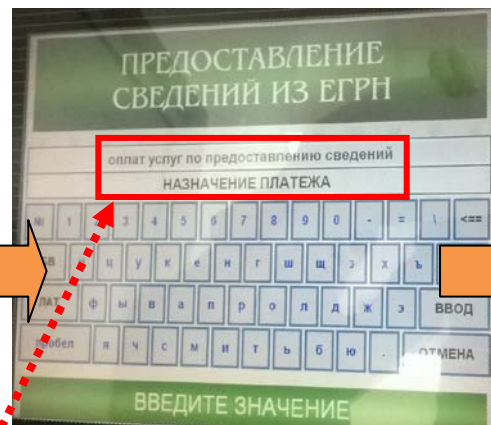 ПРЕДОСТАВЛЕНИЕ
СВЕДЕНИЙ ИЗ ЕГРН
оплат услуг по предоставлению сведений
НАЗНАЧЕНИЕ ПЛАТЕЖА
№ 1 3 4 5 6 7 8 9 0 - = \ <==
ц у к е н г ш щ з х ъ
ф ы в а п р о л д ж э ВВОД
пробел я ч с м и т ь б ю . ОТМЕНА
ВВЕДИТЕ ЗНАЧЕНИЕ